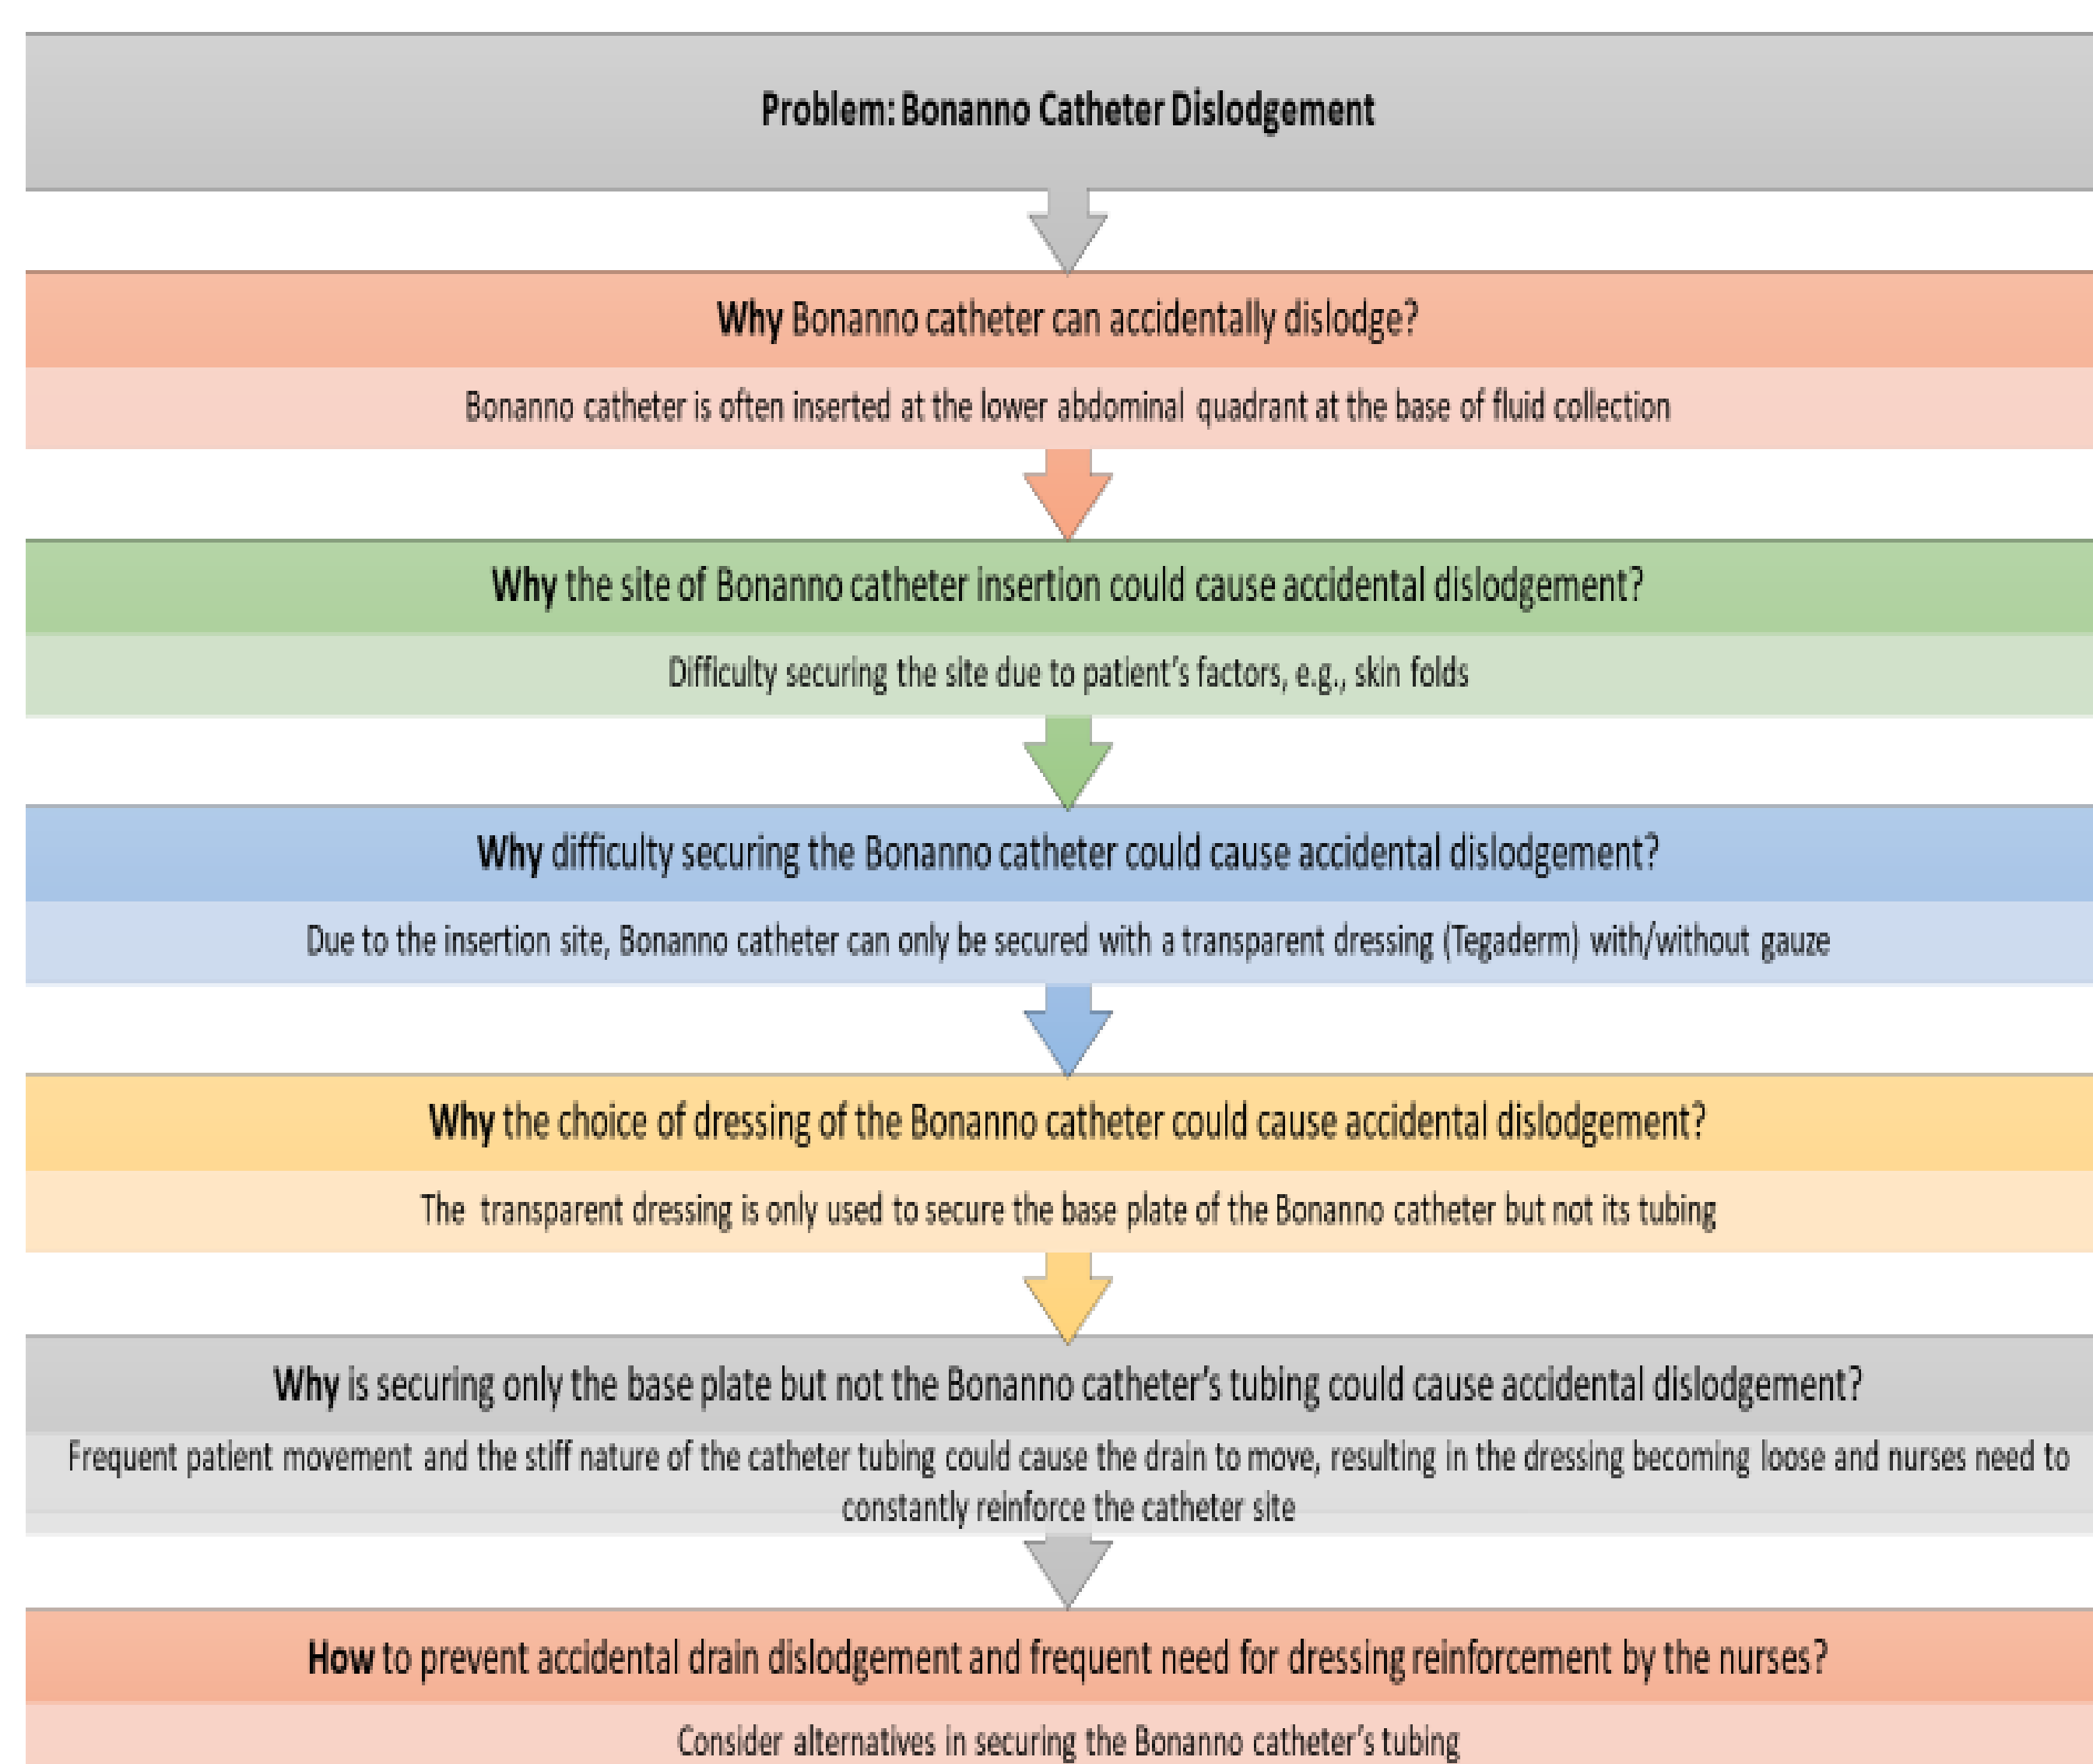 Problem: Bonanno Catheter Dislodgement
Why Bonanno catheter can accidentally dislodge?
Bonanno catheter is often inserted at the lower abdominal quadrant at the base of fluid collection
Why the site of Bonanno catheter insertion could cause accidental dislodgement?
Difficulty securing the site due to patient's factors, e.g., skin folds
Why difficulty securing the Bonanno catheter could cause accidental dislodgement?
Due to the insertion site, Bonanno catheter can only be secured with a transparent dressing (Tegaderm) with/without gauze
Why the choice of dressing of the Bonanno catheter could cause accidental dislodgement?
The transparent dressing is only used to secure the base plate of the Bonanno catheter but not its tubing
Why is securing only the base plate but not the Bonanno catheter's tubing could cause accidental dislodgement?
Frequent patient movement and the stiff nature of the catheter tubing could cause the drain to move, resulting in the dressing becoming loose and nurses need to
constantly reinforce the catheter site
How to prevent accidental drain dislodgement and frequent need for dressing reinforcement by the nurses?
Consider alternatives in securing the Bonanno catheter's tubing